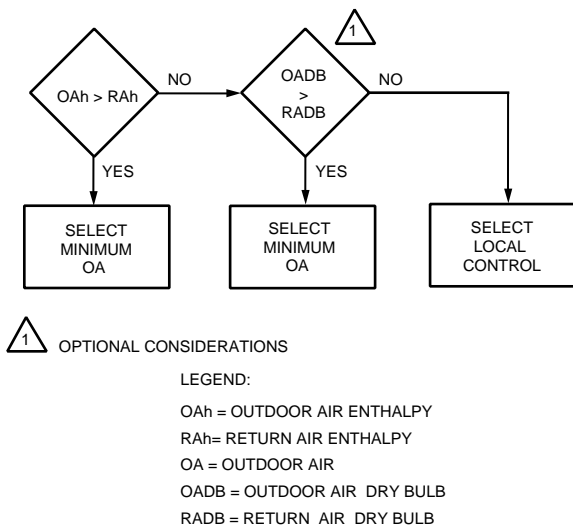 1
OAh > RAh
NO
OADB
>
RADB
NO
YES
YES
SELECT
MINIMUM
OA
SELECT
MINIMUM
OA
SELECT
LOCAL
CONTROL
1 OPTIONAL CONSIDERATIONS
LEGEND:
OAh = OUTDOOR AIR ENTHALPY
RAh= RETURN AIR ENTHALPY
OA = OUTDOOR AIR
OADB = OUTDOOR AIR DRY BULB
RADB = RETURN AIR DRY BULB